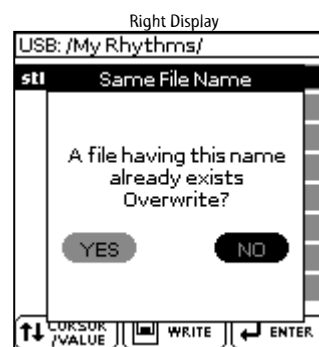 Right Display
USB: /My Rhythms/
stl
Same File Name
A file having this name
already exists
Overwrite?
YES NO
CURSOR
/VALUE WRITE ENTER